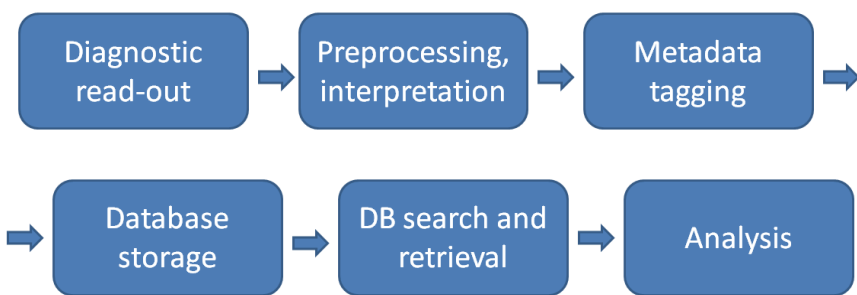 Diagnostic
read-out
Preprocessing,
interpretation
Metadata
tagging
Database
storage
DB search and
retrieval
Analysis